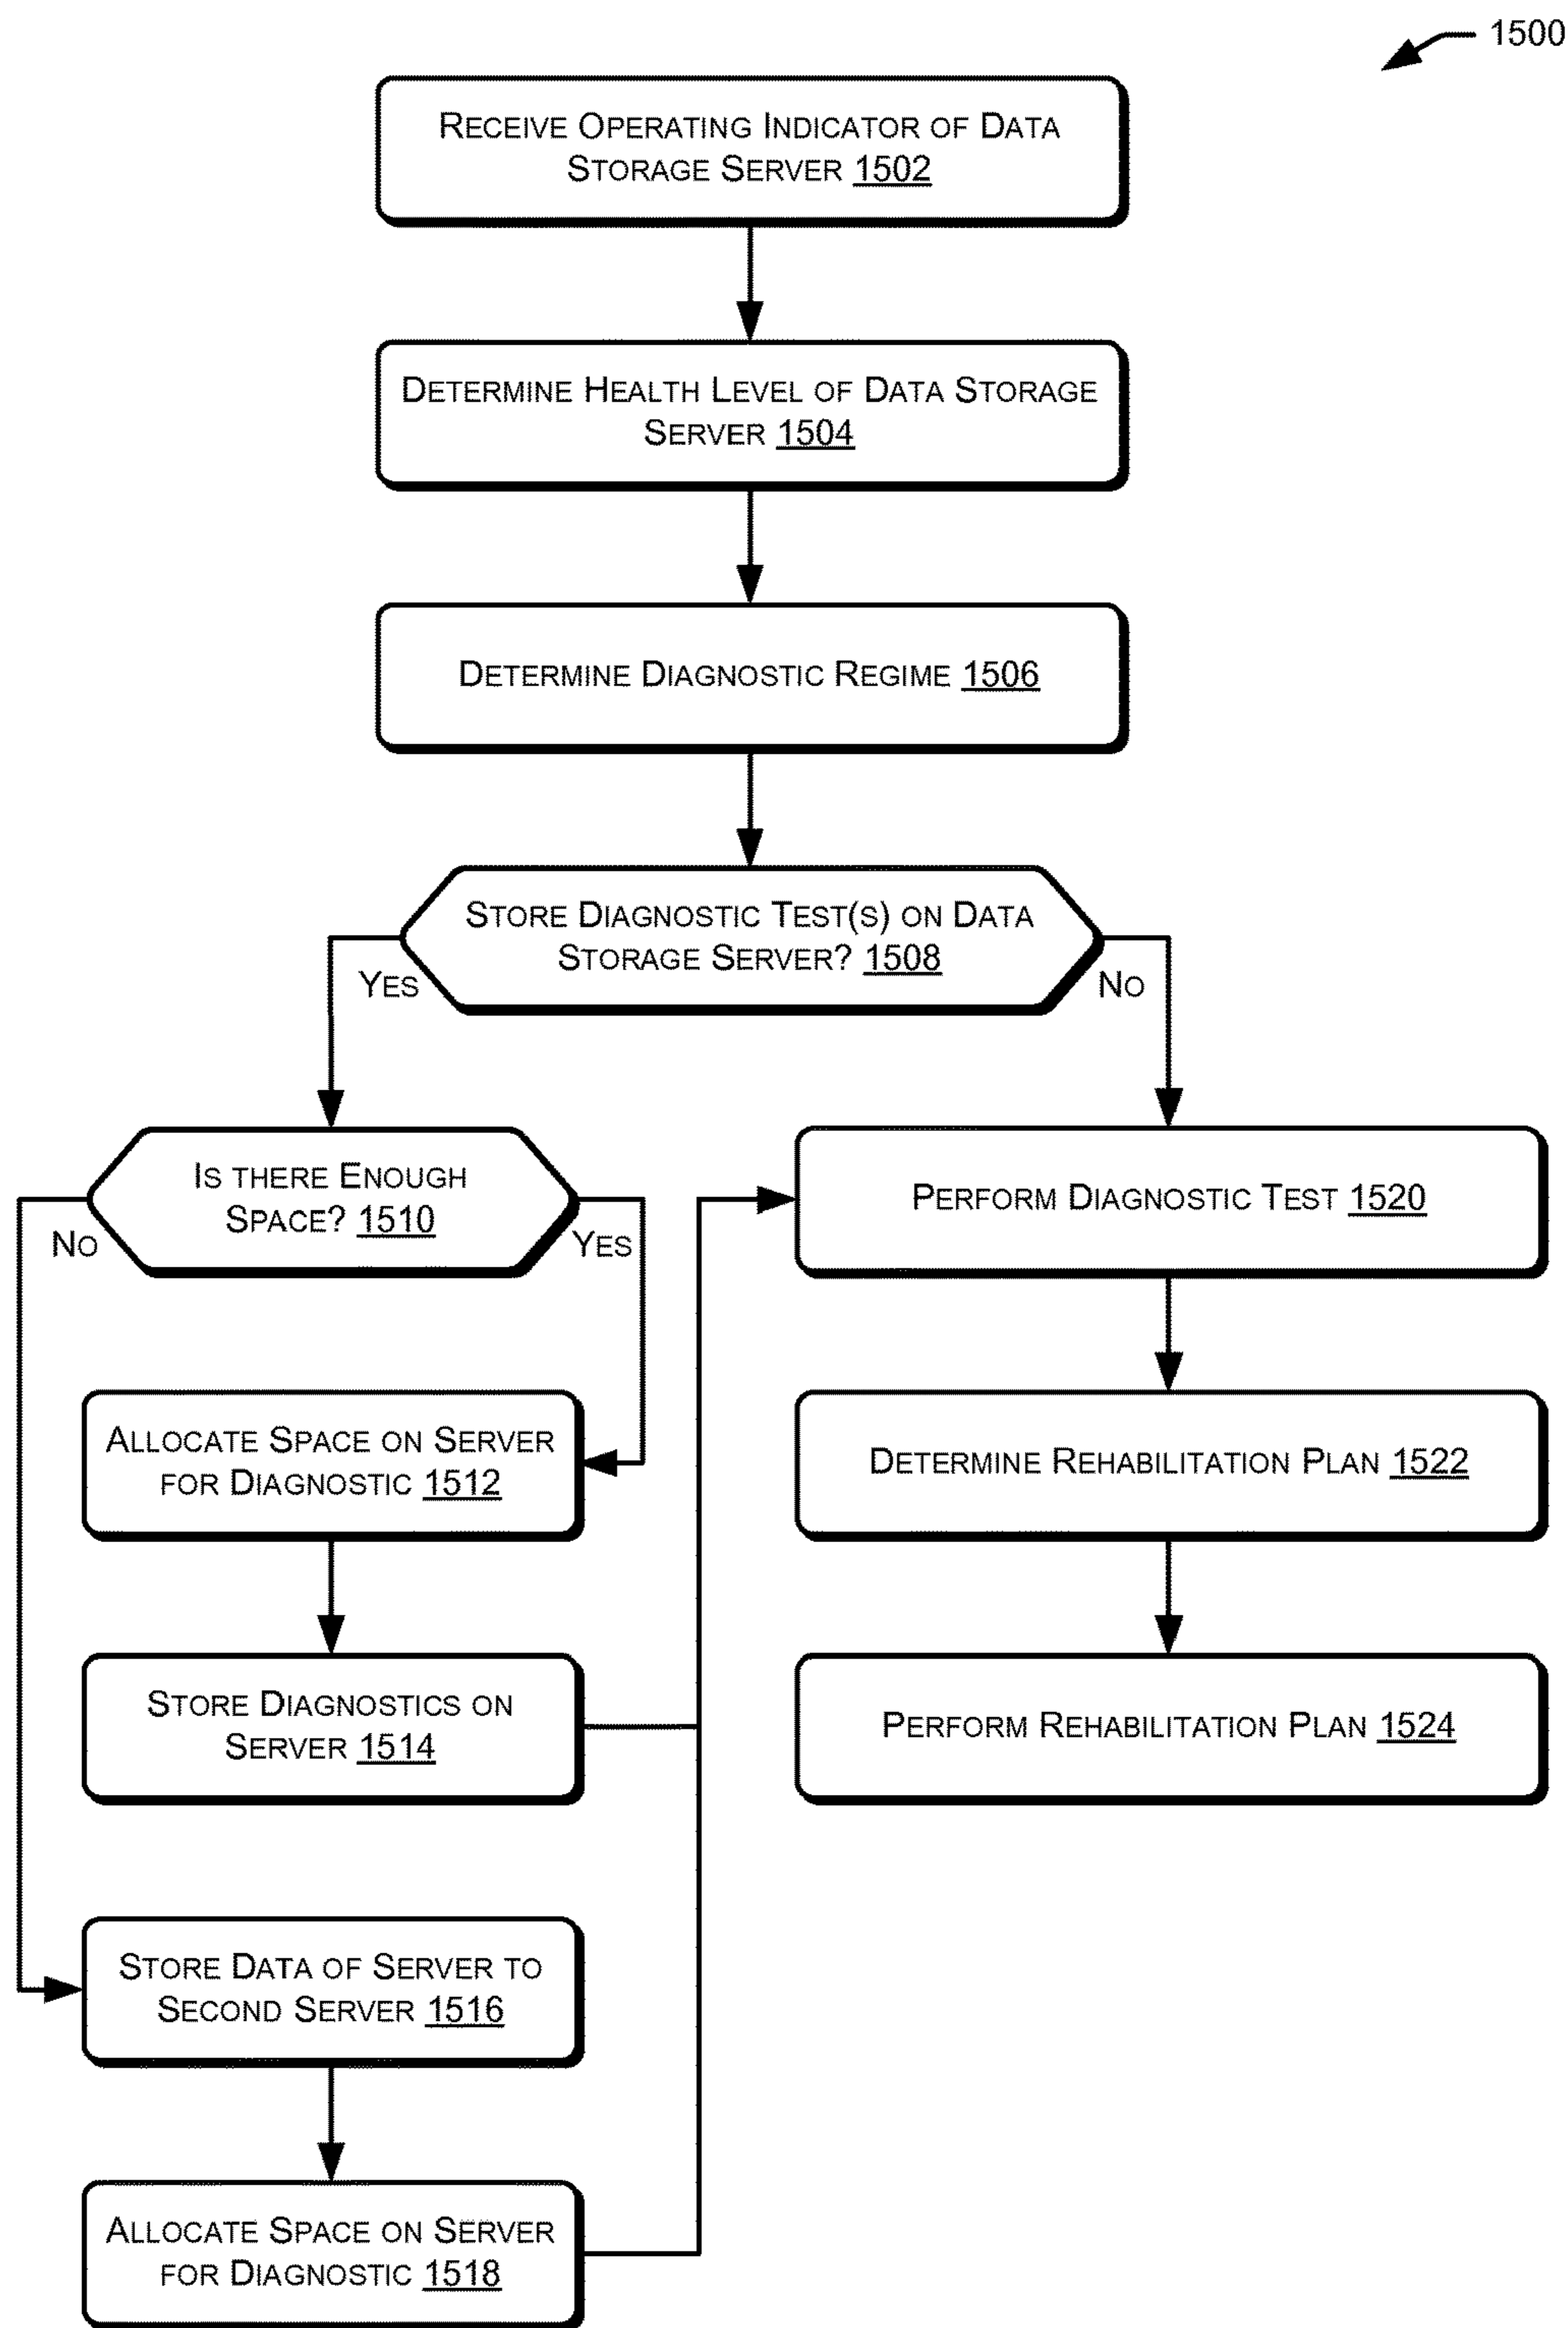 1500
RECEIVE OPERATING INDICATOR OF DATA
STORAGE SERVER 1502
DETERMINE HEALTH LEVEL OF DATA STORAGE
SERVER 1504
DETERMINE DIAGNOSTIC REGIME 1506
STORE DIAGNOSTIC TEST(S) ON DATA
STORAGE SERVER? 1508
YES
NO
IS THERE ENOUGH
SPACE? 1510
NO
YES
PERFORM DIAGNOSTIC TEST 1520
ALLOCATE SPACE ON SERVER
FOR DIAGNOSTIC 1512
DETERMINE REHABILITATION PLAN 1522
STORE DIAGNOSTICS ON
SERVER 1514
PERFORM REHABILITATION PLAN 1524
STORE DATA OF SERVER TO
SECOND SERVER 1516
ALLOCATE SPACE ON SERVER
FOR DIAGNOSTIC 1518